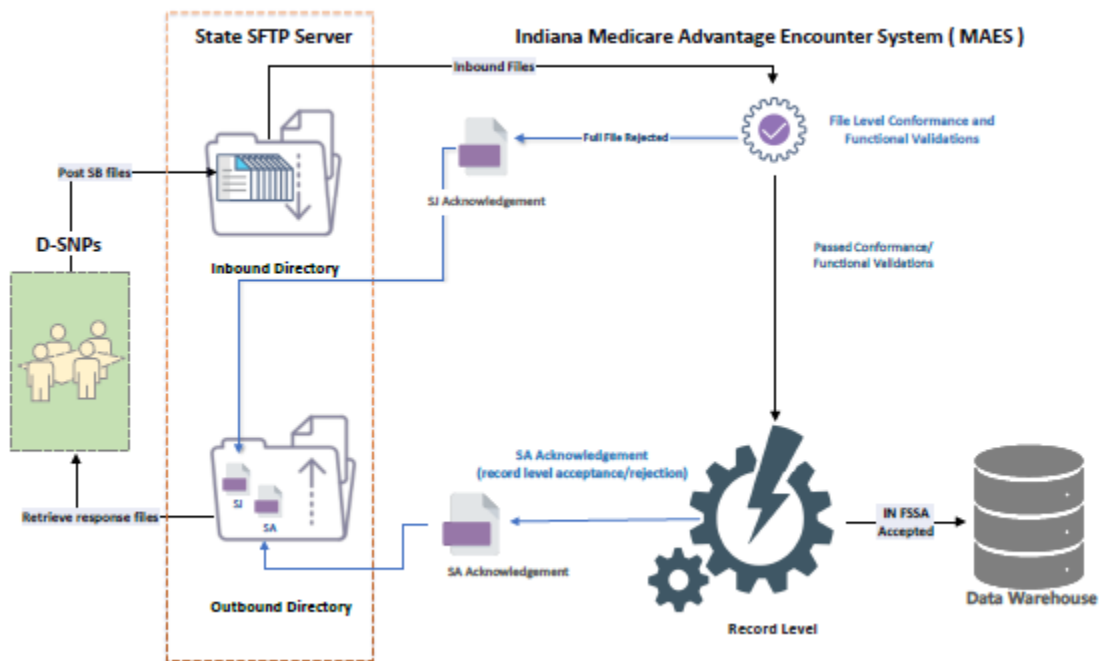 State SFTP Server
Indiana Medicare Advantage Encounter System ( MAES )
Inbound Files
File Level Conformance and
Functional Validations
Full File Rejected
Post SB files
SJ Acknowledgement
D-SNPs
Inbound Directory
Passed Conformance/
Functional Validations
SA Acknowledgement
(record level acceptance/rejection)
SJ
SA
Retrieve response files
IN FSSA
Accepted
SA Acknowledgement
Outbound Directory
Data Warehouse
Record Level